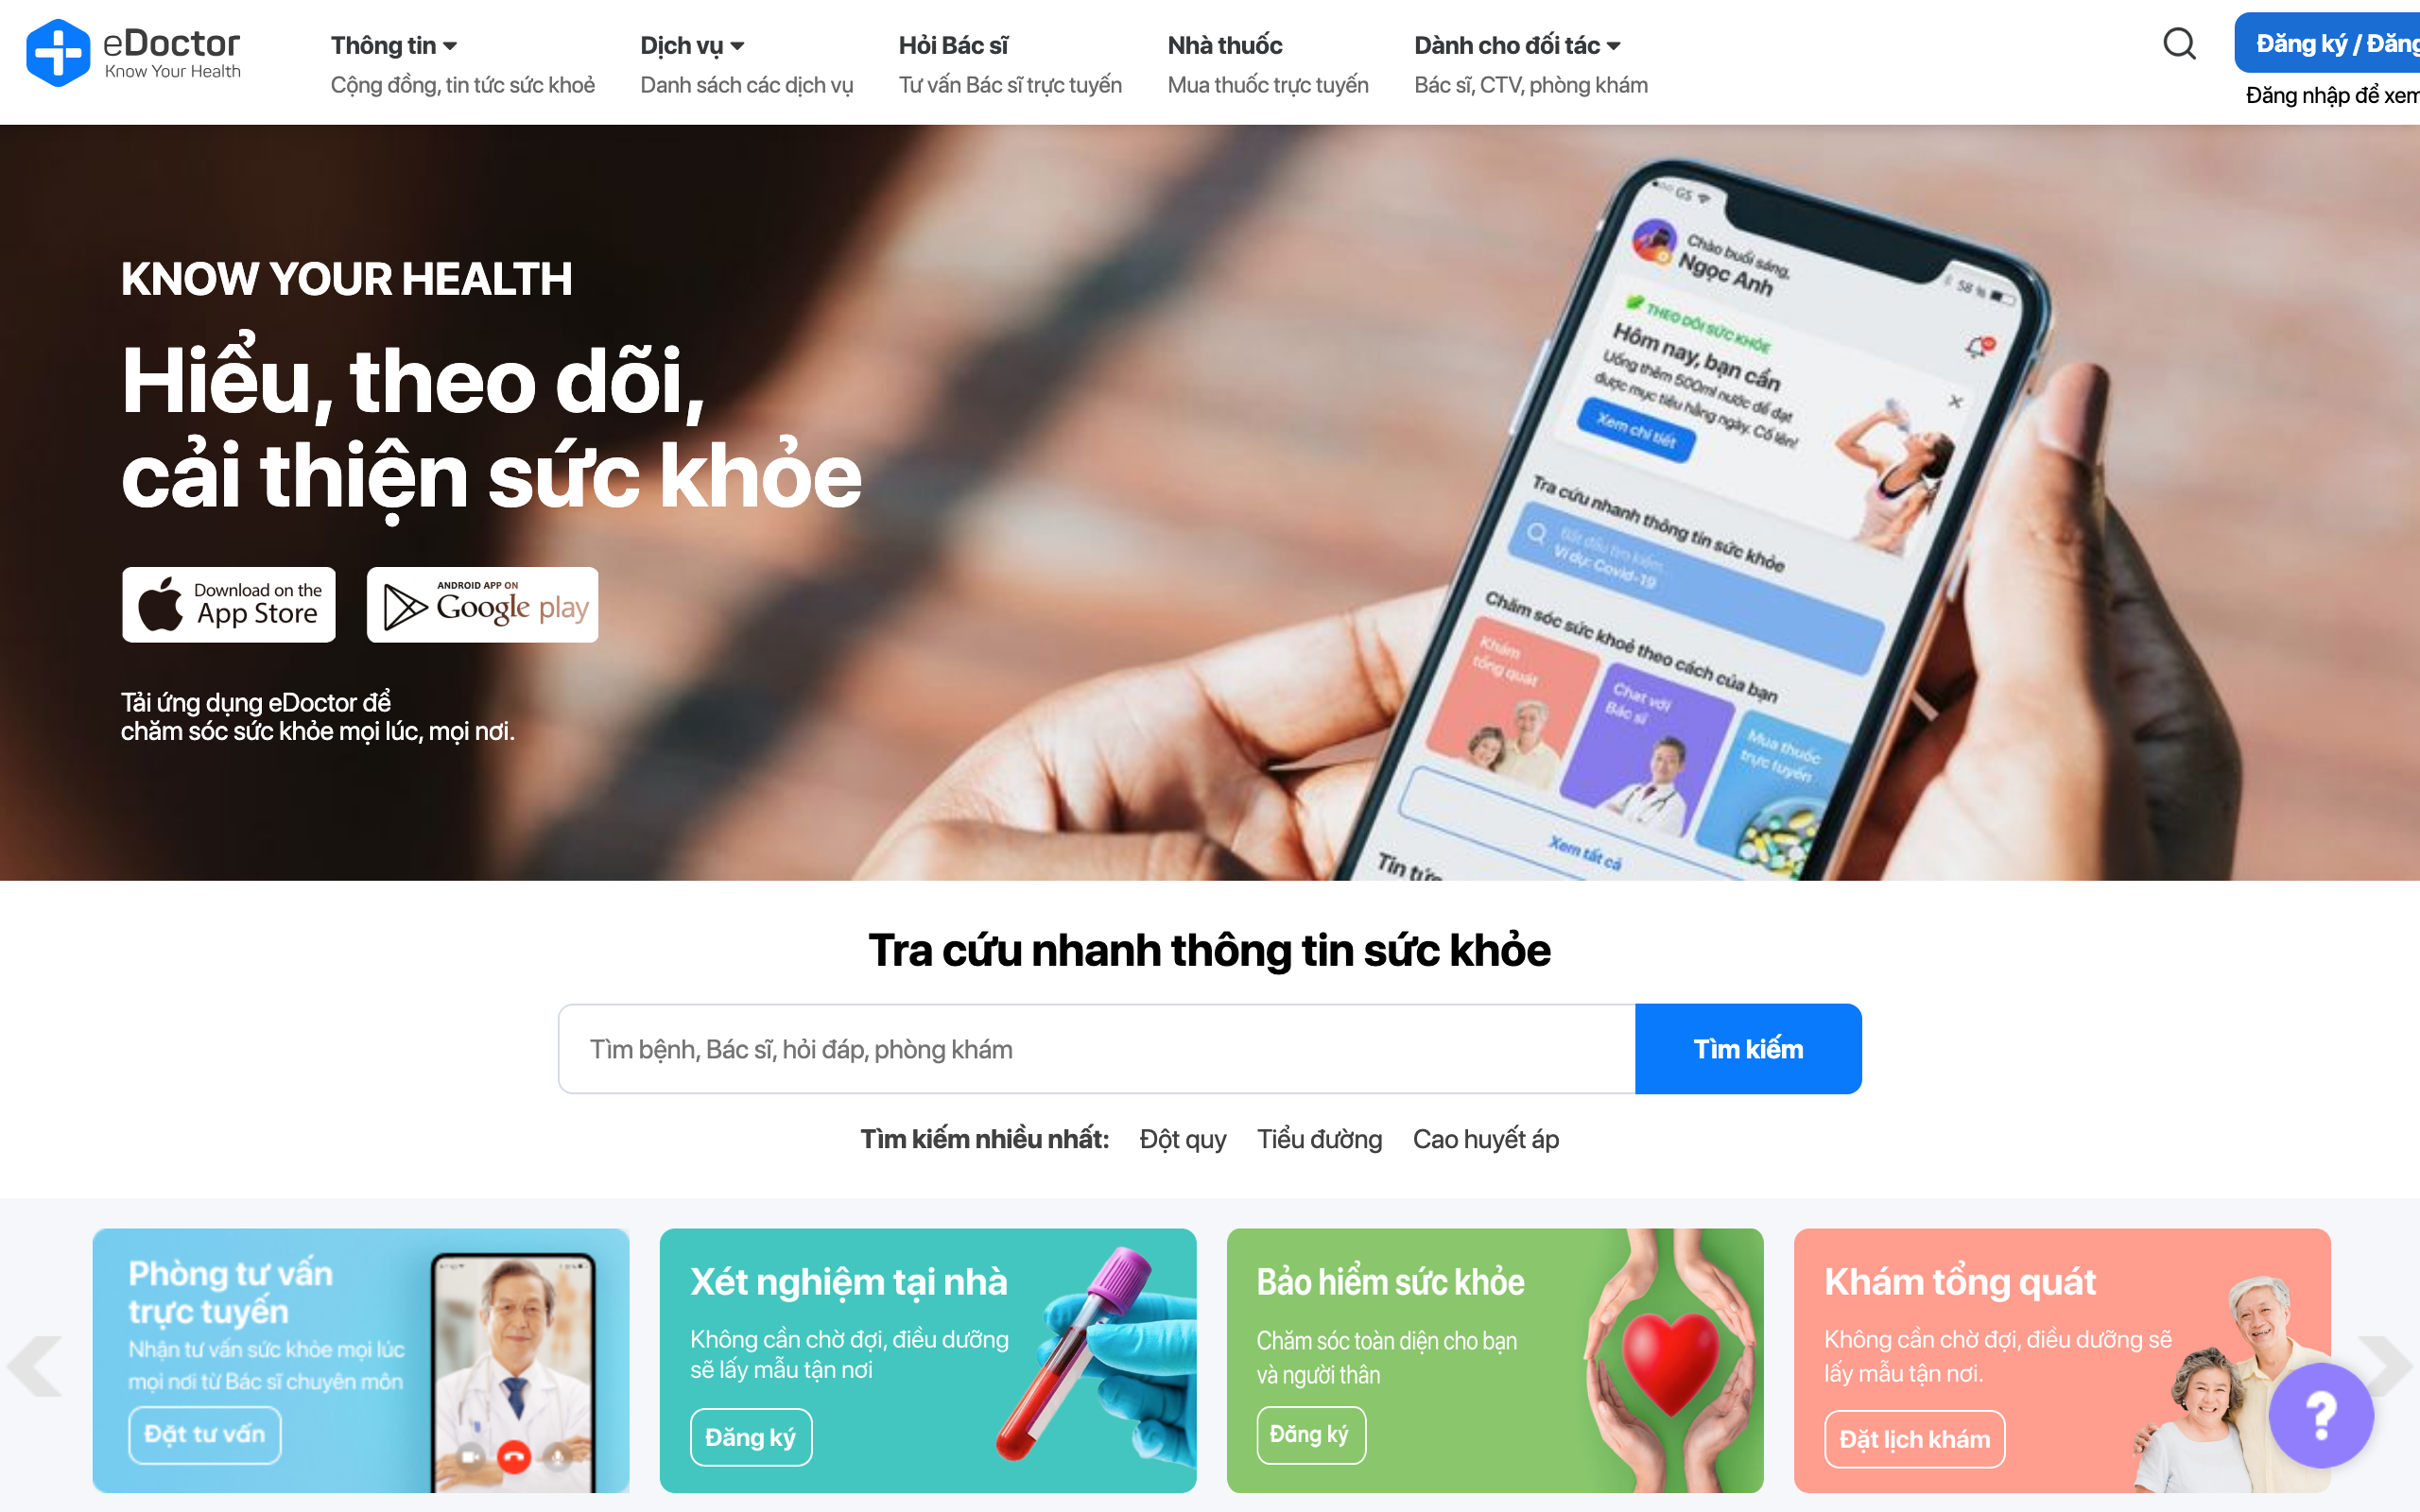 eDoctor
Know Your Health
Thông tin
Cộng đồng, tin tức sức khoẻ
Dịch vụ
Danh sách các dịch vụ
Hỏi Bác sĩ
Tư vấn Bác sĩ trực tuyến
Nhà thuốc
Mua thuốc trực tuyến
Dành cho đối tác
Bác sĩ, CTV, phòng khám
Đăng ký / Đăng
Đăng nhập để xem
KNOW YOUR HEALTH
Hiểu, theo dõi,
cải thiện sức khỏe
Download on the
App Store
ANDROID APP ON
Google play
Tải ứng dụng eDoctor để
chăm sóc sức khỏe mọi lúc, mọi nơi.
GS
58 %
Chào buổi sáng,
Ngọc Anh
THEO DÕI SỨC KHỎE
Hôm nay, bạn cần
Uống thêm 500ml nước để đạt
được mục tiêu hằng ngày. Cố lên!
Xem chi tiết
Tra cứu nhanh thông tin sức khỏe
Bắt đầu tìm kiếm...
Ví dụ: Covid-19
Chăm sóc sức khoẻ theo cách của bạn
Khám
tổng quát
Chat với
Bác sĩ
Mua thuốc
trực tuyến
Xem tất cả
Tin tức
Tra cứu nhanh thông tin sức khỏe
Tìm bệnh, Bác sĩ, hỏi đáp, phòng khám
Tìm kiếm
Tìm kiếm nhiều nhất: Đột quy Tiểu đường Cao huyết áp
Phòng tư vấn
trực tuyến
Nhận tư vấn sức khỏe mọi lúc
mọi nơi từ Bác sĩ chuyên môn
Đặt tư vấn
Xét nghiệm tại nhà
Không cần chờ đợi, điều dưỡng
sẽ lấy mẫu tận nơi
Đăng ký
Bảo hiểm sức khỏe
Chăm sóc toàn diện cho bạn
và người thân
Đăng ký
Khám tổng quát
Không cần chờ đợi, điều dưỡng sẽ
lấy mẫu tận nơi.
Đặt lịch khám
?